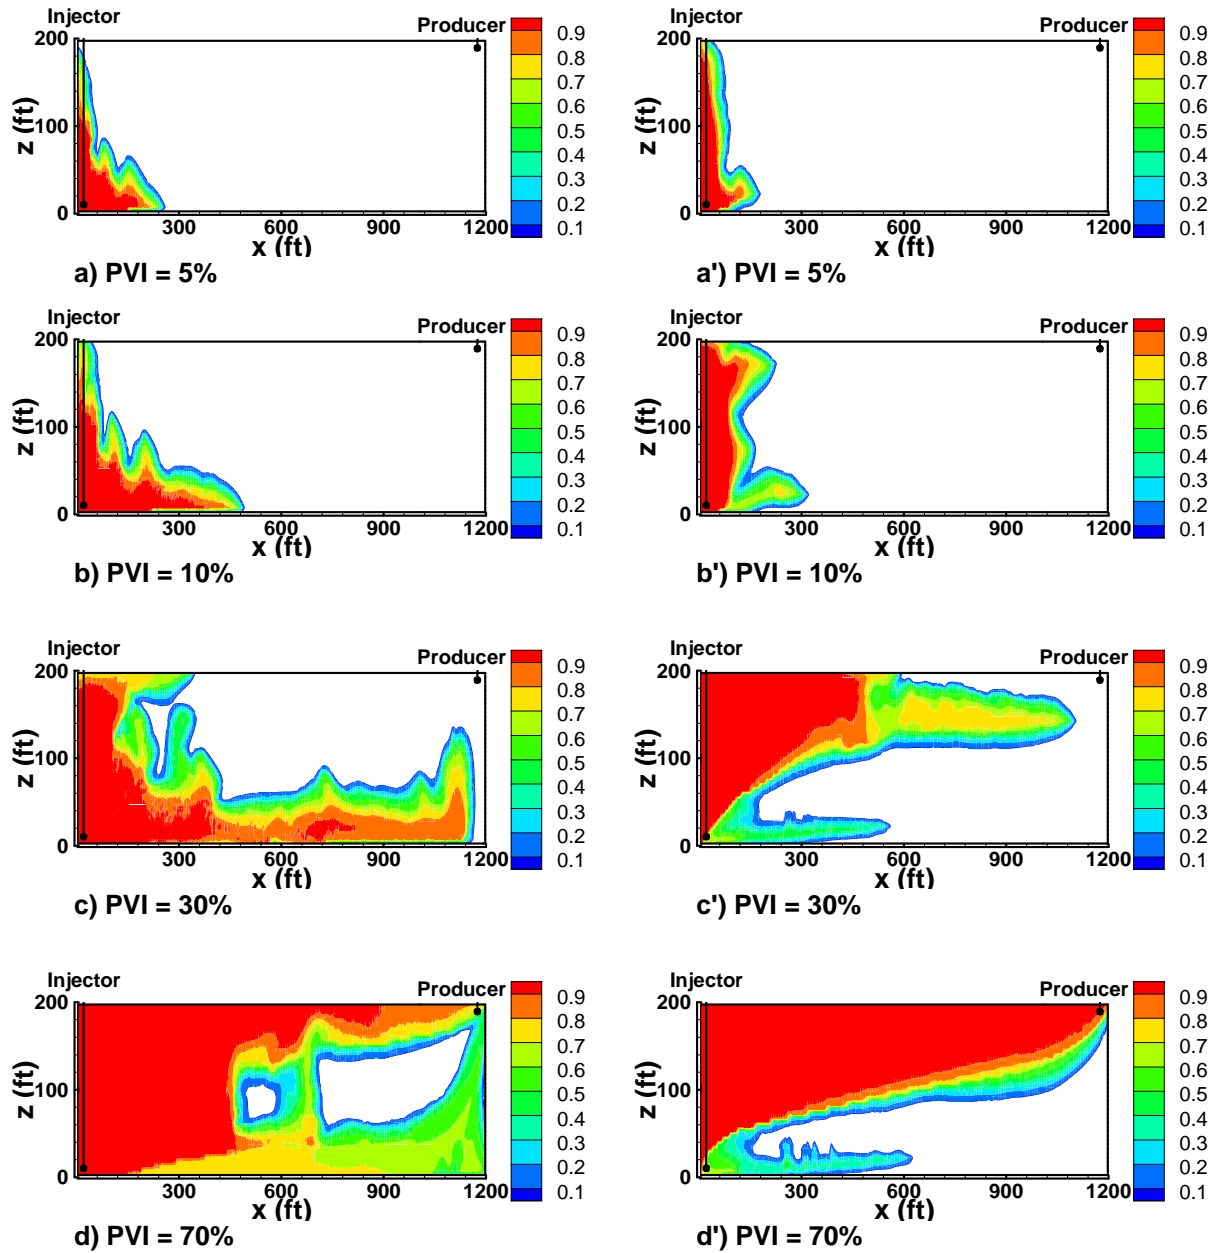 Injector
Producer
200
100
0
z (ft)
300 600 900 1200
x (ft)
0.9
0.8
0.7
0.6
0.5
0.4
0.3
0.2
0.1
a) PVI = 5%
Injector
Producer
200
100
0
z (ft)
300 600 900 1200
x (ft)
0.9
0.8
0.7
0.6
0.5
0.4
0.3
0.2
0.1
a') PVI = 5%
Injector
Producer
200
100
0
z (ft)
300 600 900 1200
x (ft)
0.9
0.8
0.7
0.6
0.5
0.4
0.3
0.2
0.1
b) PVI = 10%
Injector
Producer
200
100
0
z (ft)
300 600 900 1200
x (ft)
0.9
0.8
0.7
0.6
0.5
0.4
0.3
0.2
0.1
b') PVI = 10%
Injector
Producer
200
100
0
z (ft)
300 600 900 1200
x (ft)
0.9
0.8
0.7
0.6
0.5
0.4
0.3
0.2
0.1
c) PVI = 30%
Injector
Producer
200
100
0
z (ft)
300 600 900 1200
x (ft)
0.9
0.8
0.7
0.6
0.5
0.4
0.3
0.2
0.1
c') PVI = 30%
Injector
Producer
200
100
0
z (ft)
300 600 900 1200
x (ft)
0.9
0.8
0.7
0.6
0.5
0.4
0.3
0.2
0.1
d) PVI = 70%
Injector
Producer
200
100
0
z (ft)
300 600 900 1200
x (ft)
0.9
0.8
0.7
0.6
0.5
0.4
0.3
0.2
0.1
d') PVI = 70%